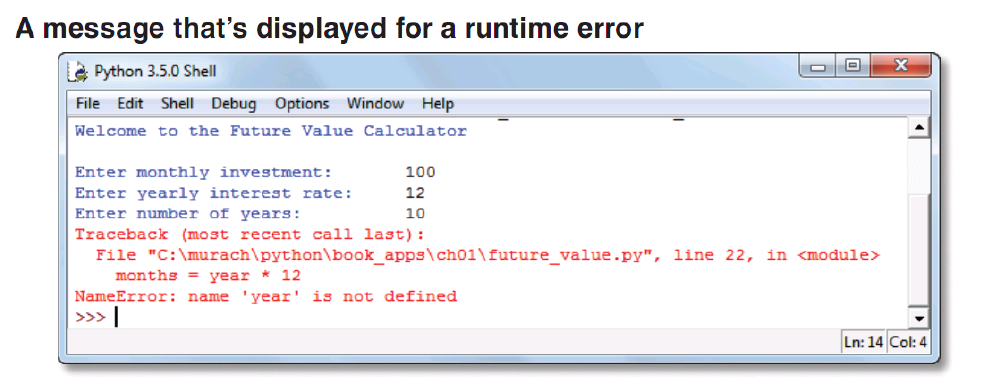 A message that's displayed for a runtime error
Python 3.5.0 Shell
File Edit Shell Debug Options Window Help
Welcome to the Future Value Calculator
Enter monthly investment: 100
Enter yearly interest rate: 12
Enter number of years: 10
Traceback (most recent call last):
File "C:\murach\python\book_apps\ch01\future_value.py", line 22, in <module>
months = year * 12
NameError: name 'year' is not defined
>>>
Ln: 14 Col: 4